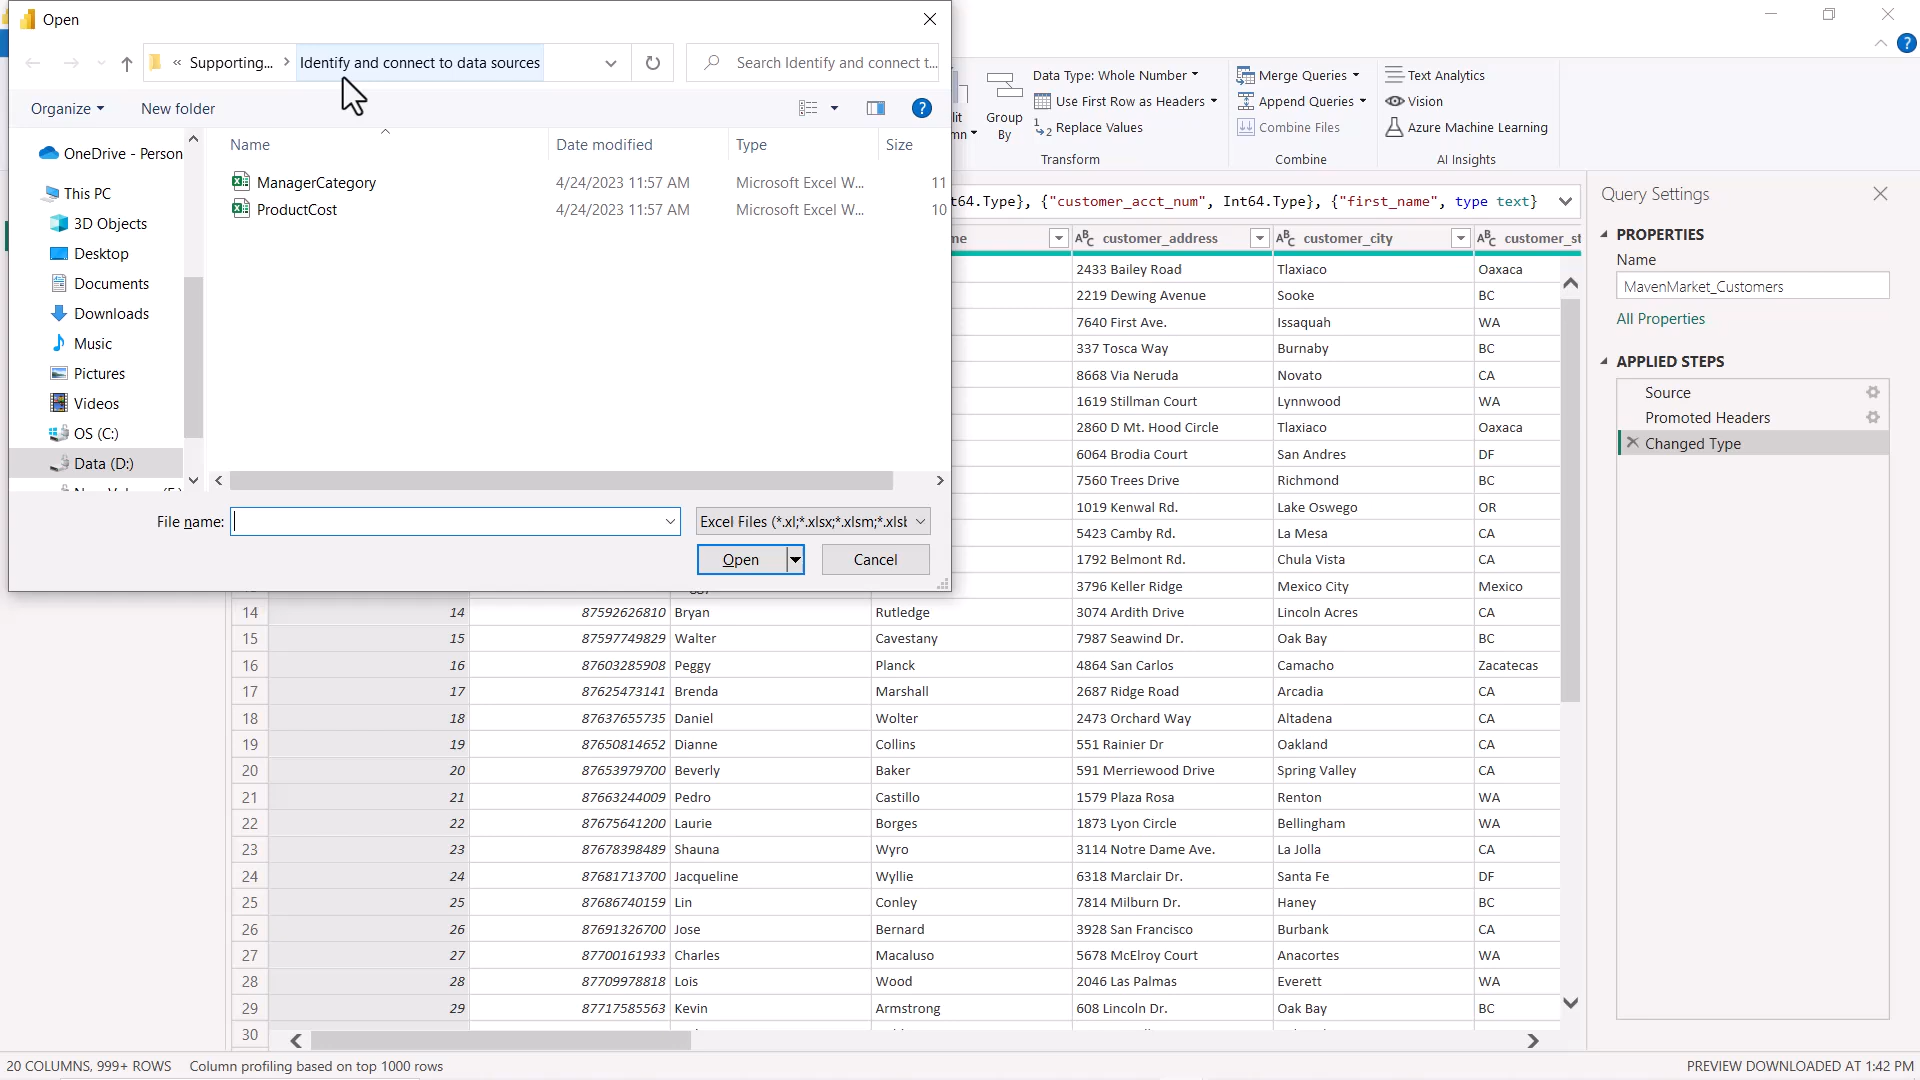 Open
« Supporting... > Identify and connect to data sources
Search Identify and connect t...
Organize
New folder
Name
Date modified
Type
Size
ManagerCategory 4/24/2023 11:57 AM Microsoft Excel W... 11
ProductCost 4/24/2023 11:57 AM Microsoft Excel W... 10
OneDrive - Person
This PC
3D Objects
Desktop
Documents
Downloads
Music
Pictures
Videos
OS (C:)
Data (D:)
File name:
Excel Files (*.xl;*.xlsx;*.xlsm;*.xlsb
Open
Cancel
Group
By
Data Type: Whole Number
Use First Row as Headers
Replace Values
Transform
Merge Queries
Append Queries
Combine Files
Combine
Text Analytics
Vision
Azure Machine Learning
AI Insights
t64.Type}, {"customer_acct_num", Int64.Type}, {"first_name", type text}
me customer_address customer_city customer_st
2433 Bailey Road Tlaxiaco Oaxaca
2219 Dewing Avenue Sooke BC
7640 First Ave. Issaquah WA
337 Tosca Way Burnaby BC
8668 Via Neruda Novato CA
1619 Stillman Court Lynnwood WA
2860 D Mt. Hood Circle Tlaxiaco Oaxaca
6064 Brodia Court San Andres DF
7560 Trees Drive Richmond BC
1019 Kenwal Rd. Lake Oswego OR
5423 Camby Rd. La Mesa CA
1792 Belmont Rd. Chula Vista CA
3796 Keller Ridge Mexico City Mexico
14 14 87592626810 Bryan Rutledge 3074 Ardith Drive Lincoln Acres CA
15 15 87597749829 Walter Cavestany 7987 Seawind Dr. Oak Bay BC
16 16 87603285908 Peggy Planck 4864 San Carlos Camacho Zacatecas
17 17 87625473141 Brenda Marshall 2687 Ridge Road Arcadia CA
18 18 87637655735 Daniel Wolter 2473 Orchard Way Altadena CA
19 19 87650814652 Dianne Collins 551 Rainier Dr Oakland CA
20 20 87653979700 Beverly Baker 591 Merriewood Drive Spring Valley CA
21 21 87663244009 Pedro Castillo 1579 Plaza Rosa Renton WA
22 22 87675641200 Laurie Borges 1873 Lyon Circle Bellingham WA
23 23 87678398489 Shauna Wyro 3114 Notre Dame Ave. La Jolla CA
24 24 87681713700 Jacqueline Wyllie 6318 Marclair Dr. Santa Fe DF
25 25 87686740159 Lin Conley 7814 Milburn Dr. Haney BC
26 26 87691326700 Jose Bernard 3928 San Francisco Burbank CA
27 27 87700161933 Charles Macaluso 5678 McElroy Court Anacortes WA
28 28 87709978818 Lois Wood 2046 Las Palmas Everett WA
29 29 87717585563 Kevin Armstrong 608 Lincoln Dr. Oak Bay BC
30
Query Settings
PROPERTIES
Name
MavenMarket_Customers
All Properties
APPLIED STEPS
Source
Promoted Headers
Changed Type
20 COLUMNS, 999+ ROWS
Column profiling based on top 1000 rows
PREVIEW DOWNLOADED AT 1:42 PM